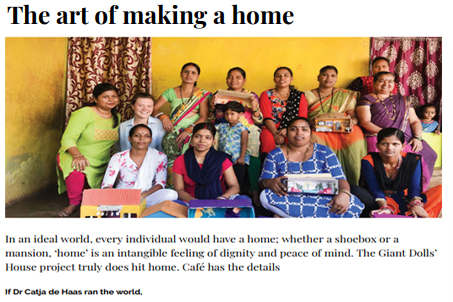 The art of making a home
In an ideal world, every individual would have a home; whether a shoebox or a
mansion, ‘home’ is an intangible feeling of dignity and peace of mind. The Giant Dolls’
House project truly does hit home. Café has the details
If Dr Catja de Haas ran the world,